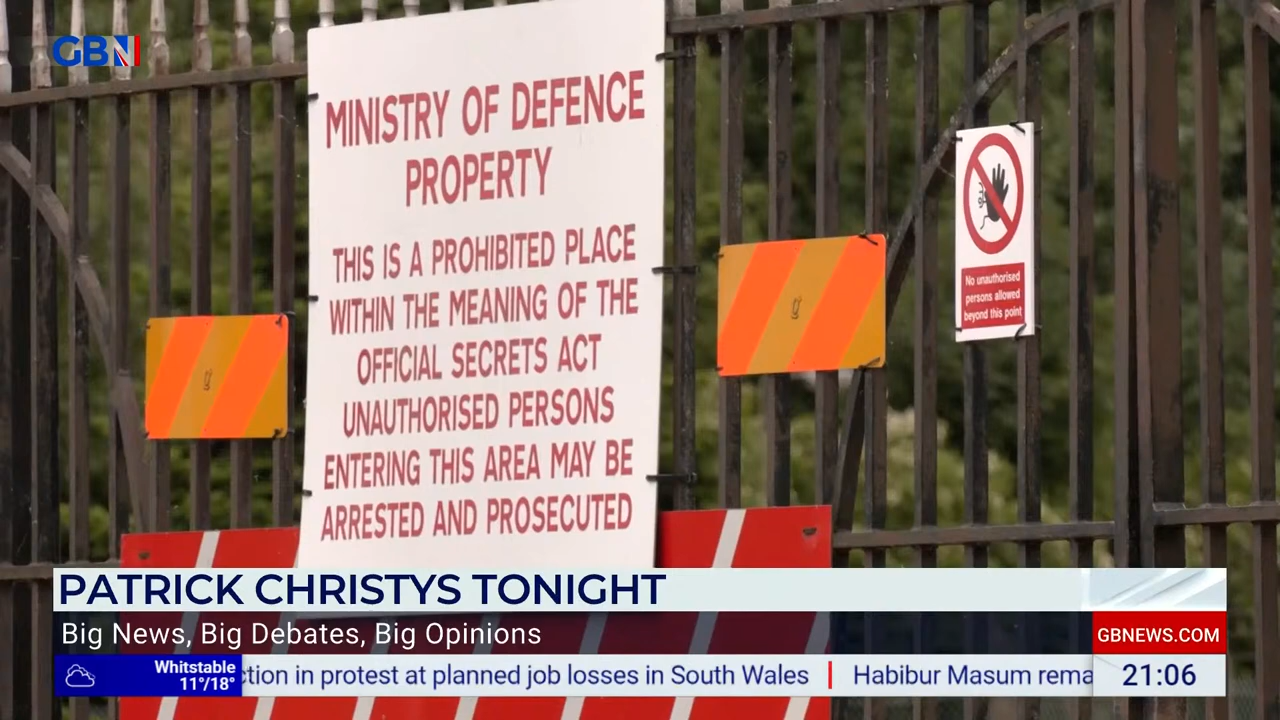 GBN
MINISTRY OF DEFENCE
PROPERTY
THIS IS A PROHIBITED PLACE
WITHIN THE MEANING OF THE
OFFICIAL SECRETS ACT
UNAUTHORISED PERSONS
ENTERING THIS AREA MAY BE
ARRESTED AND PROSECUTED
No unauthorised
persons allowed
beyond this point
PATRICK CHRISTYS TONIGHT
Big News, Big Debates, Big Opinions
GBNEWS.COM
Whitstable
11°/18°
ction in protest at planned job losses in South Wales | Habibur Masum rema
21:06